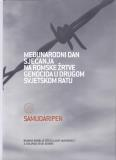 MEĐUNARODNI DAN
SJEĆANJA
NA ROMSKE ŽRTVE
GENOCIDA U DRUGOM
SVJETSKOM RATU
SAMUDARIPEN